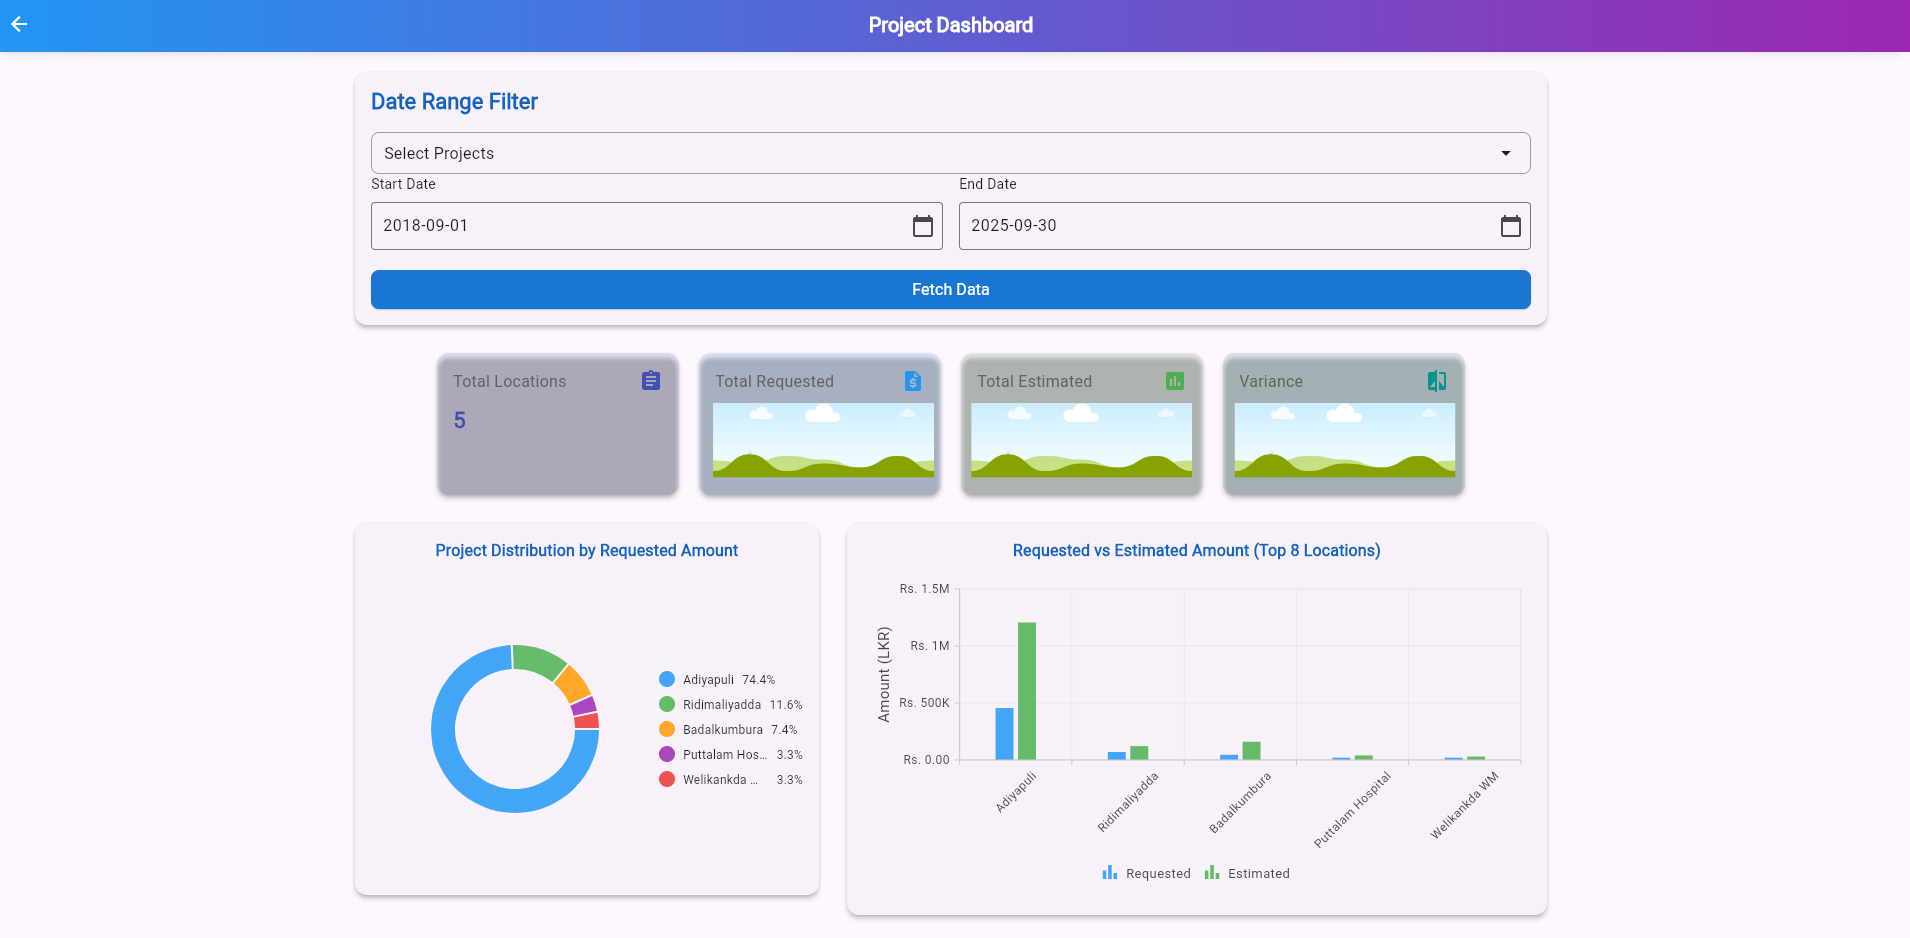 Project Dashboard
Date Range Filter
Select Projects
Start Date
End Date
2018-09-01
2025-09-30
Fetch Data
Total Locations
5
Total Requested
Total Estimated
Variance
Project Distribution by Requested Amount
Adiyapuli 74.4%
Ridimaliyadda 11.6%
Badalkumbura 7.4%
Puttalam Hos... 3.3%
Welikankda ... 3.3%
Requested vs Estimated Amount (Top 8 Locations)
Amount (LKR)
Rs. 1.5M
Rs. 1M
Rs. 500K
Rs. 0.00
Adiyapuli
Ridimaliyadda
Badalkumbura
Puttalam Hospital
Welikankda WM
Requested
Estimated